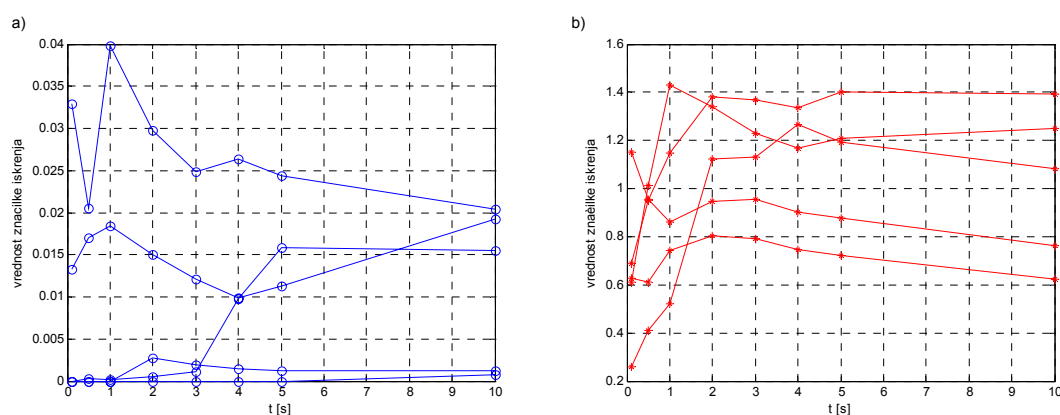 a)
vrednost znacilke iskrenja
0.04
0.035
0.03
0.025
0.02
0.015
0.01
0.005
0
0 1 2 3 4 5 6 7 8 9 10
t [s]
b)
vrednost znaèilke iskrenja
1.6
1.4
1.2
1
0.8
0.6
0.4
0.2
0 1 2 3 4 5 6 7 8 9 10
t [s]